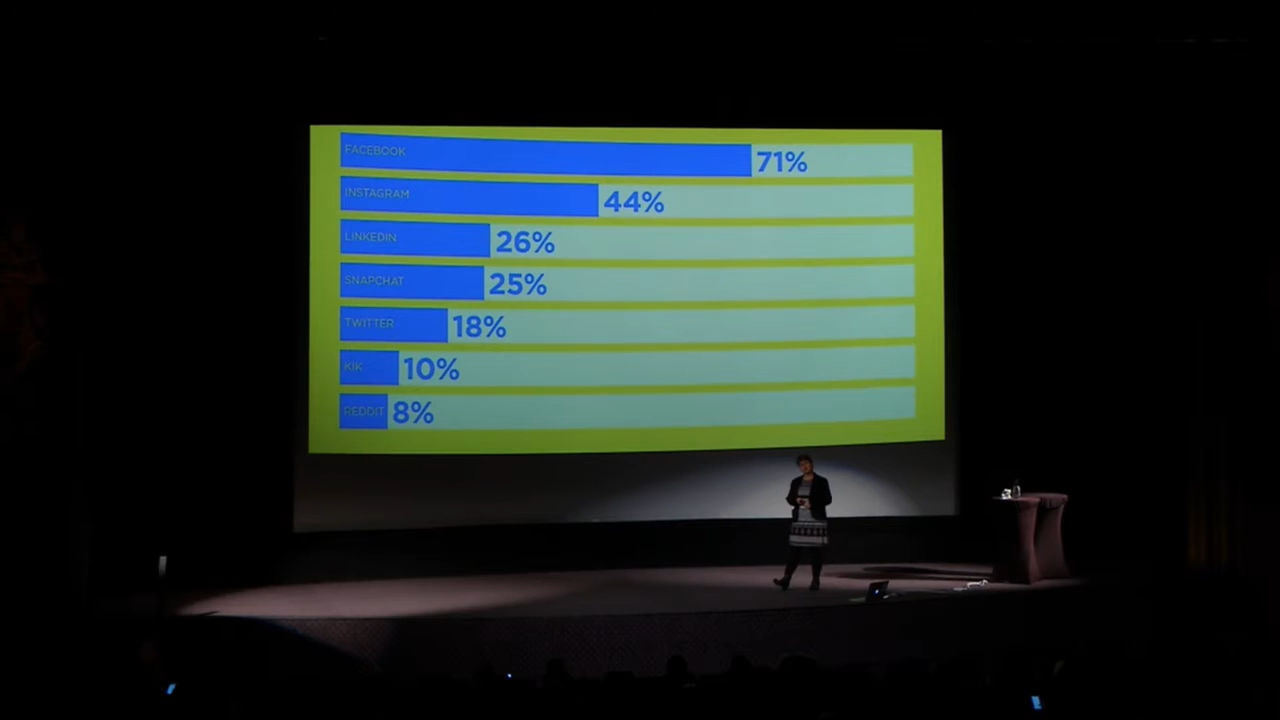 FACEBOOK 71%
INSTAGRAM 44%
LINKEDIN 26%
SNAPCHAT 25%
TWITTER 18%
KIK 10%
REDDIT 8%